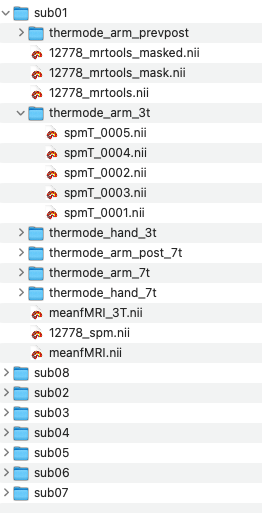 sub01
thermode_arm_prevpost
12778_mrtools_masked.nii
12778_mrtools_mask.nii
12778_mrtools.nii
thermode_arm_3t
spmT_0005.nii
spmT_0004.nii
spmT_0002.nii
spmT_0003.nii
spmT_0001.nii
thermode_hand_3t
thermode_arm_post_7t
thermode_arm_7t
thermode_hand_7t
meanfMRI_3T.nii
12778_spm.nii
meanfMRI.nii
sub08
sub02
sub03
sub04
sub05
sub06
sub07